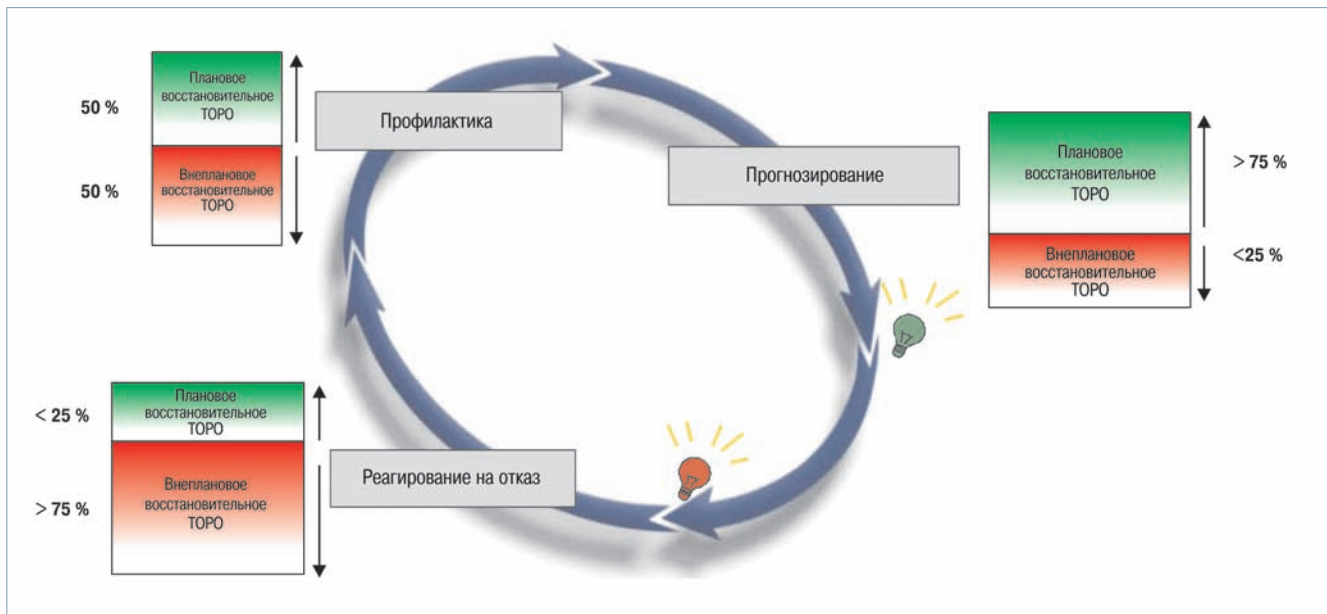 50 %
Плановое
восстановительное
ТОРО
50 %
Внеплановое
восстановительное
ТОРО
Профилактика
Прогнозирование
Плановое
восстановительное
ТОРО
> 75 %
Внеплановое
восстановительное
ТОРО
<25 %
< 25 %
Плановое
восстановительное
ТОРО
> 75 %
Внеплановое
восстановительное
ТОРО
Реагирование на отказ